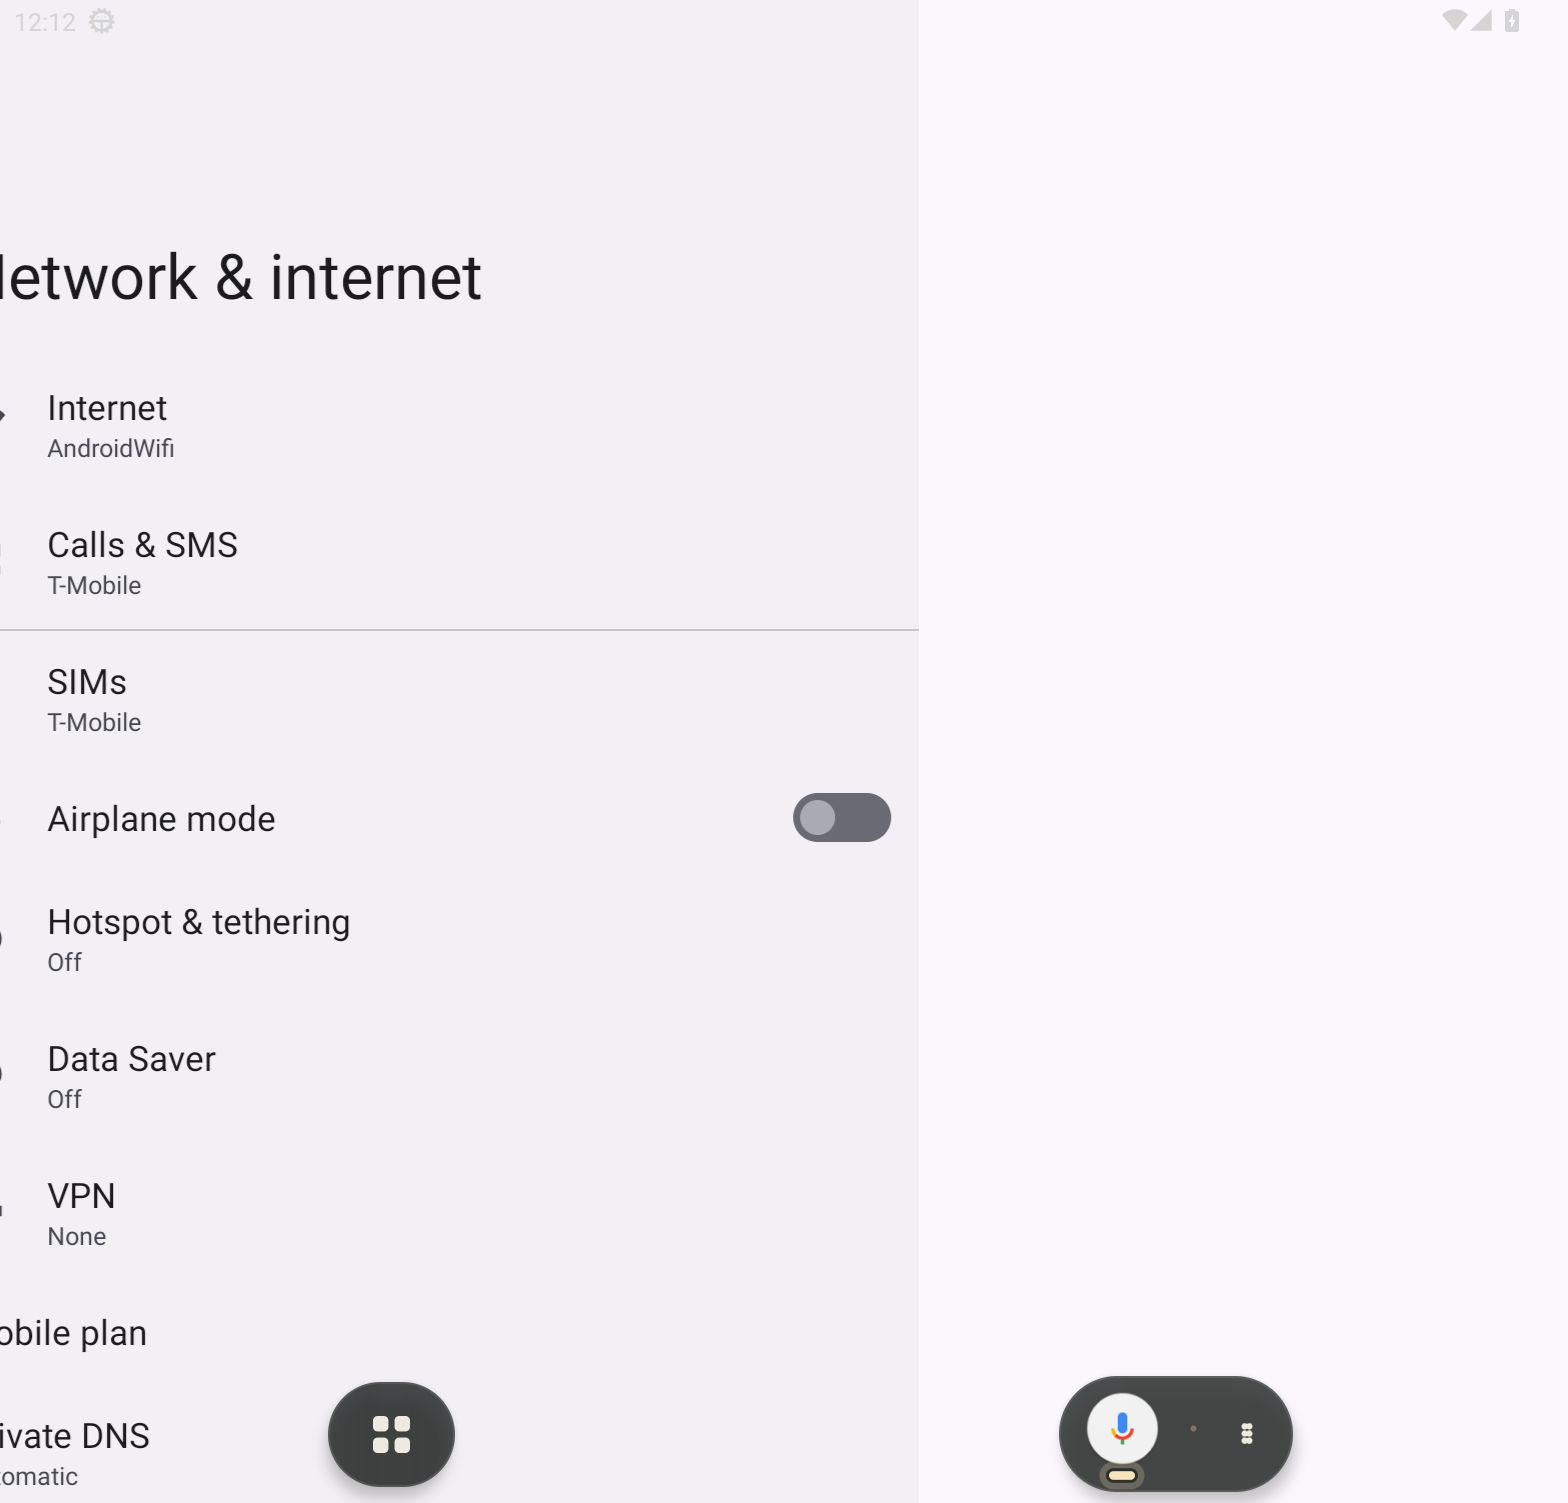 12:12
etwork & internet
Internet
AndroidWifi
Calls & SMS
T-Mobile
SIMs
T-Mobile
Airplane mode
Hotspot & tethering
Off
Data Saver
Off
VPN
None
obile plan
ivate DNS
omatic